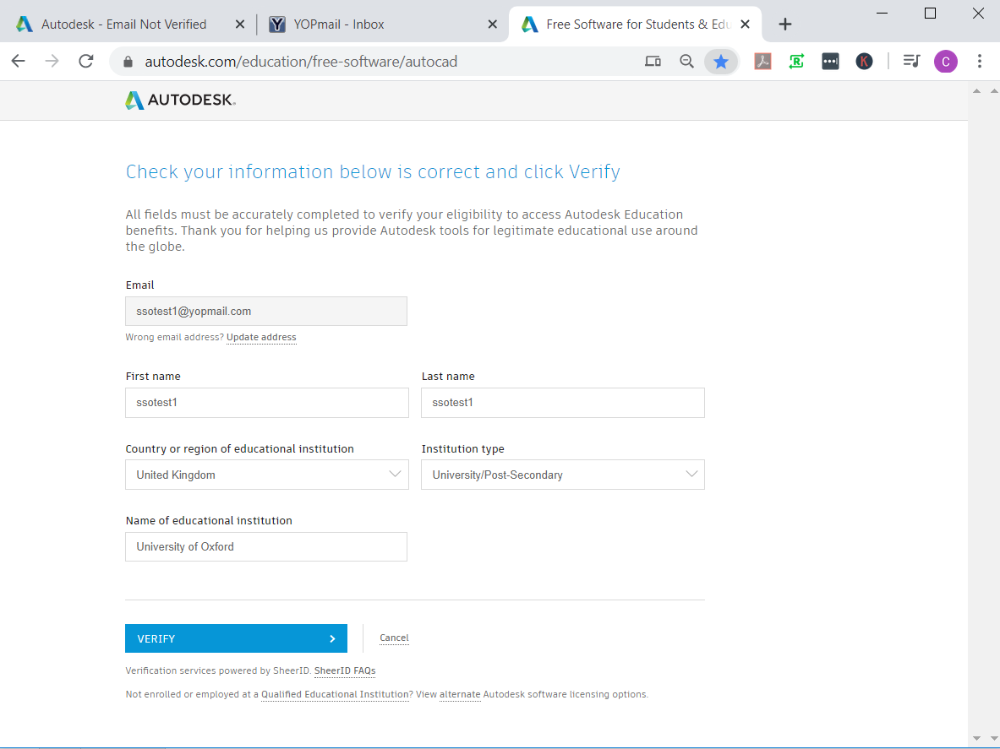 Autodesk - Email Not Verified
YOPmail - Inbox
Free Software for Students & Edu
autodesk.com/education/free-software/autocad
C
K
R
Y
AUTODESK
Check your information below is correct and click Verify
All fields must be accurately completed to verify your eligibility to access Autodesk Education
benefits. Thank you for helping us provide Autodesk tools for legitimate educational use around
the globe.
Email
ssotest1@yopmail.com
Wrong email address? Update address
First name
Last name
ssotest1
ssotest1
Country or region of educational institution
Institution type
United Kingdom
University/Post-Secondary
Name of educational institution
University of Oxford
VERIFY
Cancel
Verification services powered by SheerID. SheerID FAQs
Not enrolled or employed at a Qualified Educational Institution? View alternate Autodesk software licensing options.